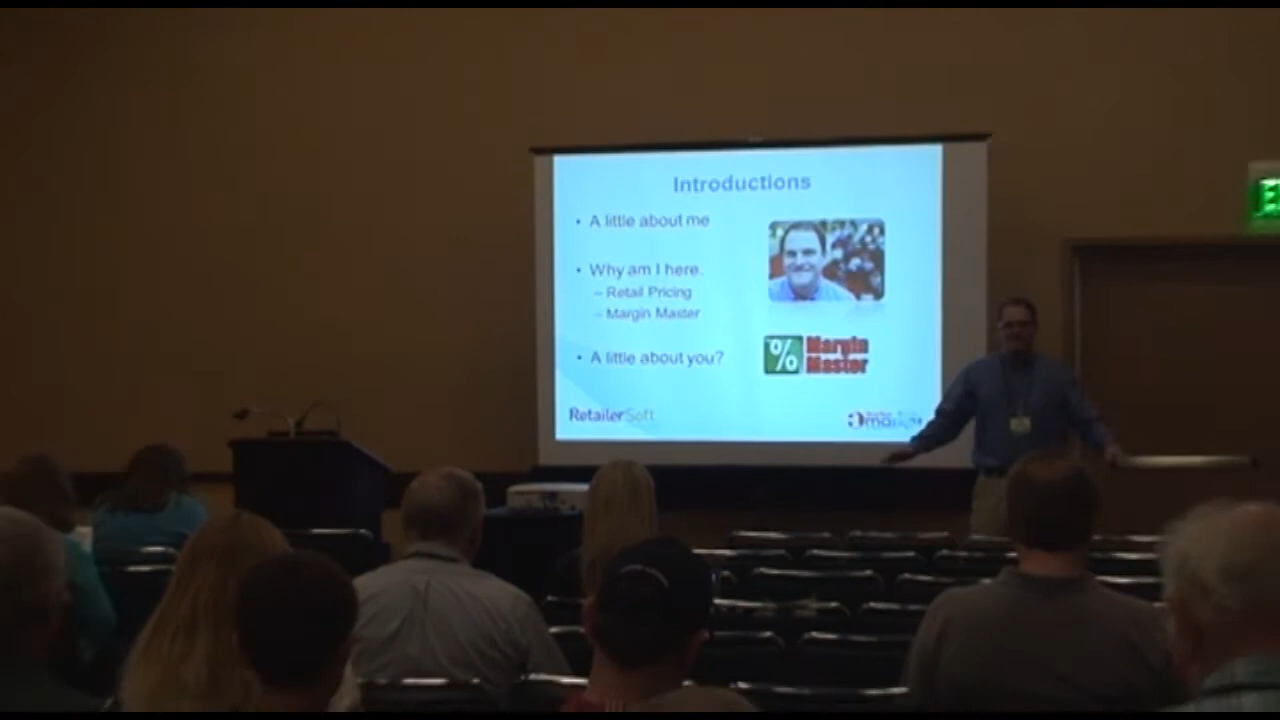 Introductions
• A little about me
• Why am I here.
– Retail Pricing
– Margin Master
• A little about you?
%
Margin
Master
RetailerSoft